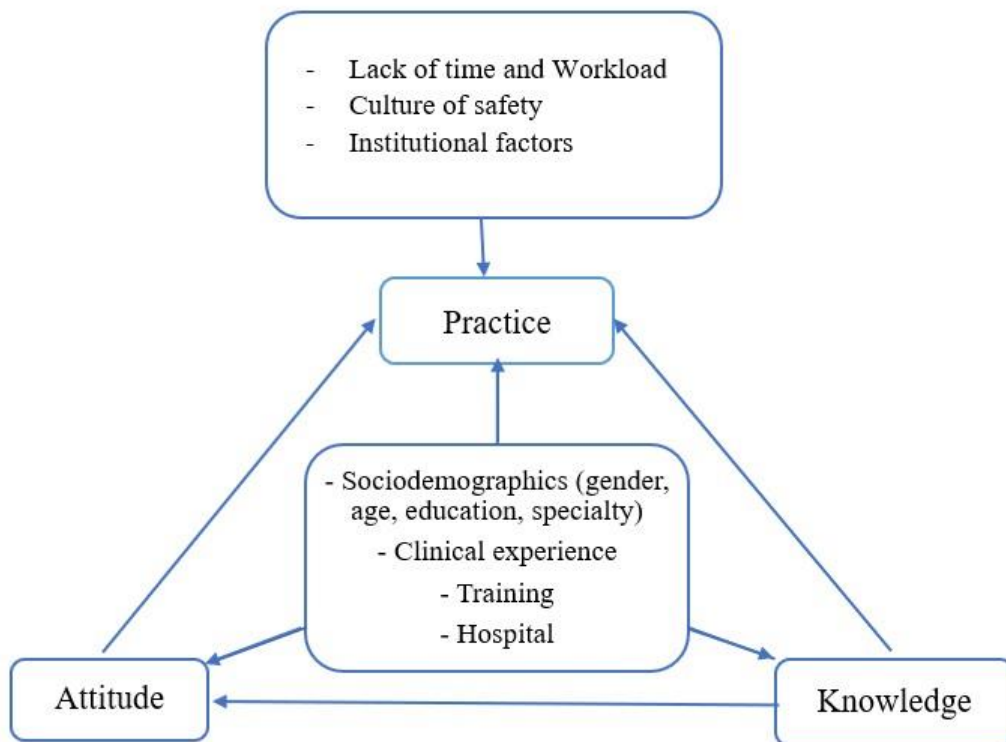 - Lack of time and Workload
- Culture of safety
- Institutional factors
Practice
- Sociodemographics (gender,
age, education, specialty)
- Clinical experience
- Training
- Hospital
Attitude
Knowledge